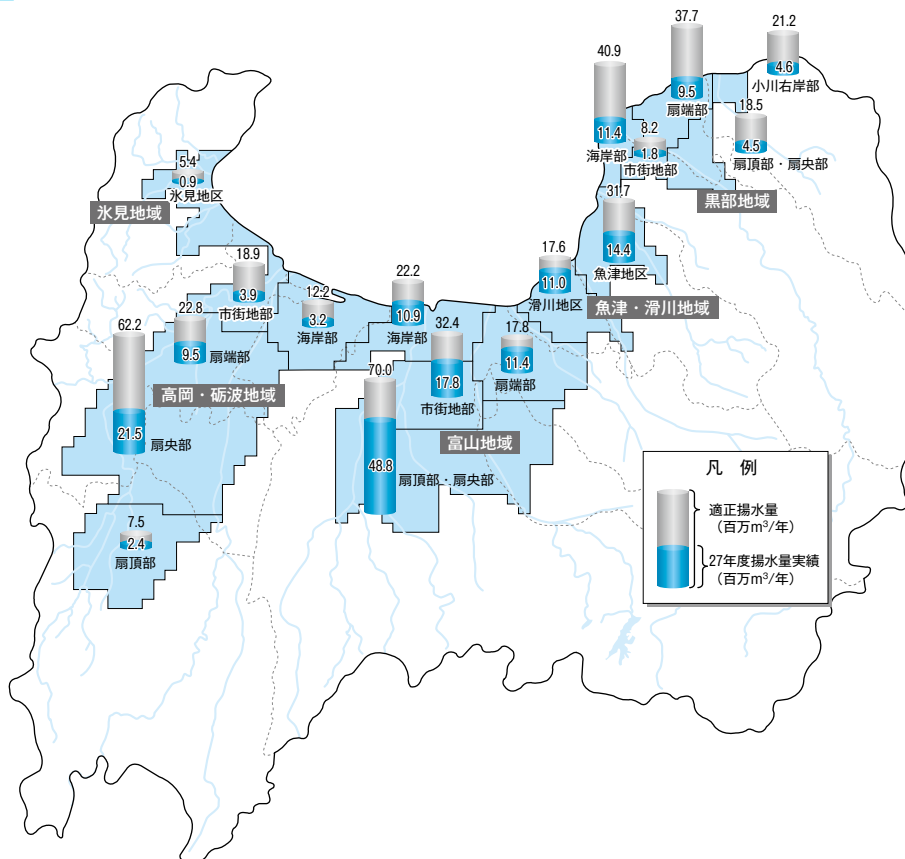 37.7
9.5
扇端部
21.2
4.6
小川右岸部
40.9
11.4
海岸部
8.2
1.8
市街地部
18.5
4.5
扇頂部・扇央部
黒部地域
5.4
0.9
氷見地区
氷見地域
31.7
14.4
魚津地区
17.6
11.0
滑川地区
魚津・滑川地域
18.9
3.9
市街地部
12.2
3.2
海岸部
22.2
10.9
海岸部
22.8
9.5
扇端部
62.2
21.5
扇央部
高岡・砺波地域
7.5
2.4
扇頂部
32.4
17.8
市街地部
17.8
11.4
扇端部
70.0
48.8
扇頂部・扇央部
富山地域
凡 例
適正揚水量
（百万m³/年）
27年度揚水量実績
（百万m³/年）